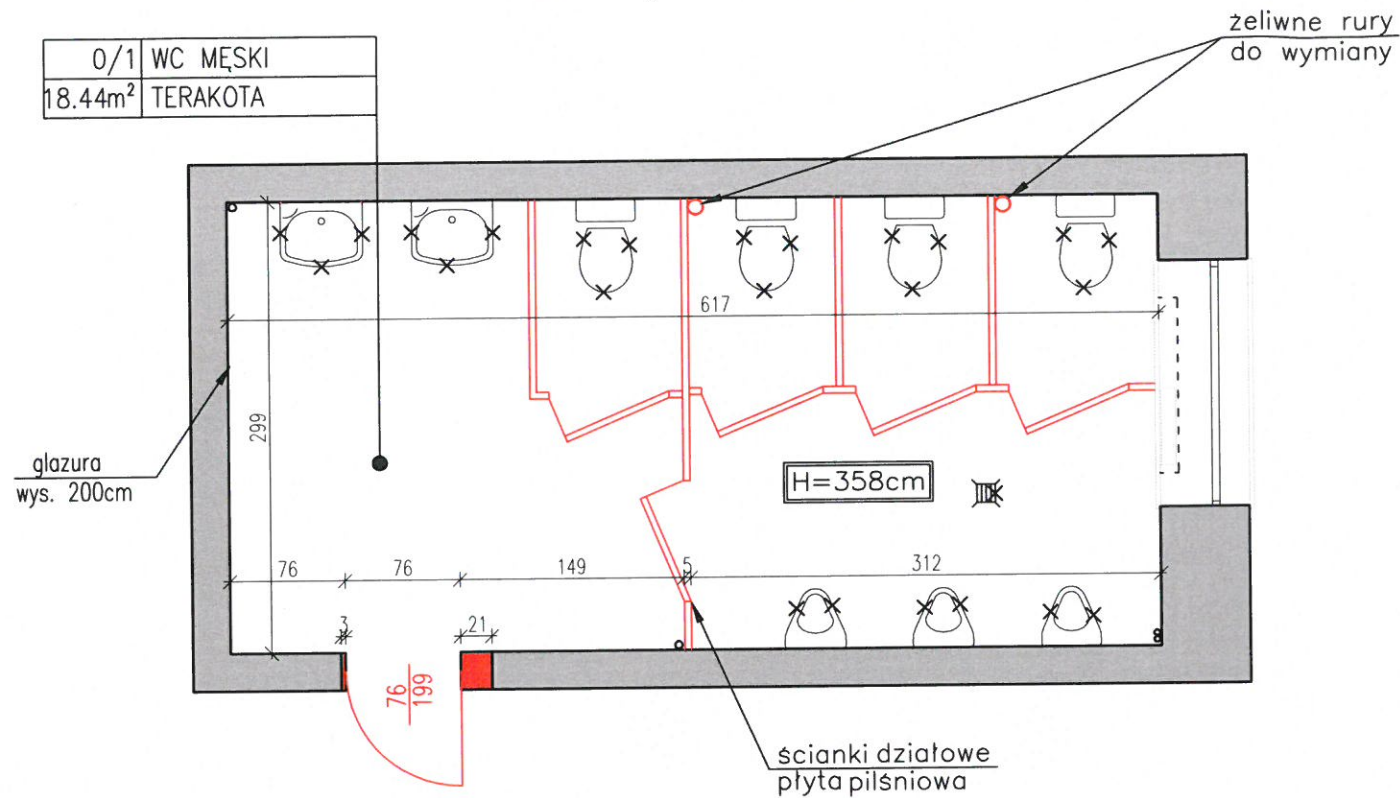 żeliwne rury
do wymiany
0/1 WC MĘSKI
18.44m² TERAKOTA
617
299
glazura
wys. 200cm
H=358cm
76 76 149 5 312
3 21
76
199
ścianki działowe
płyta pilśniowa